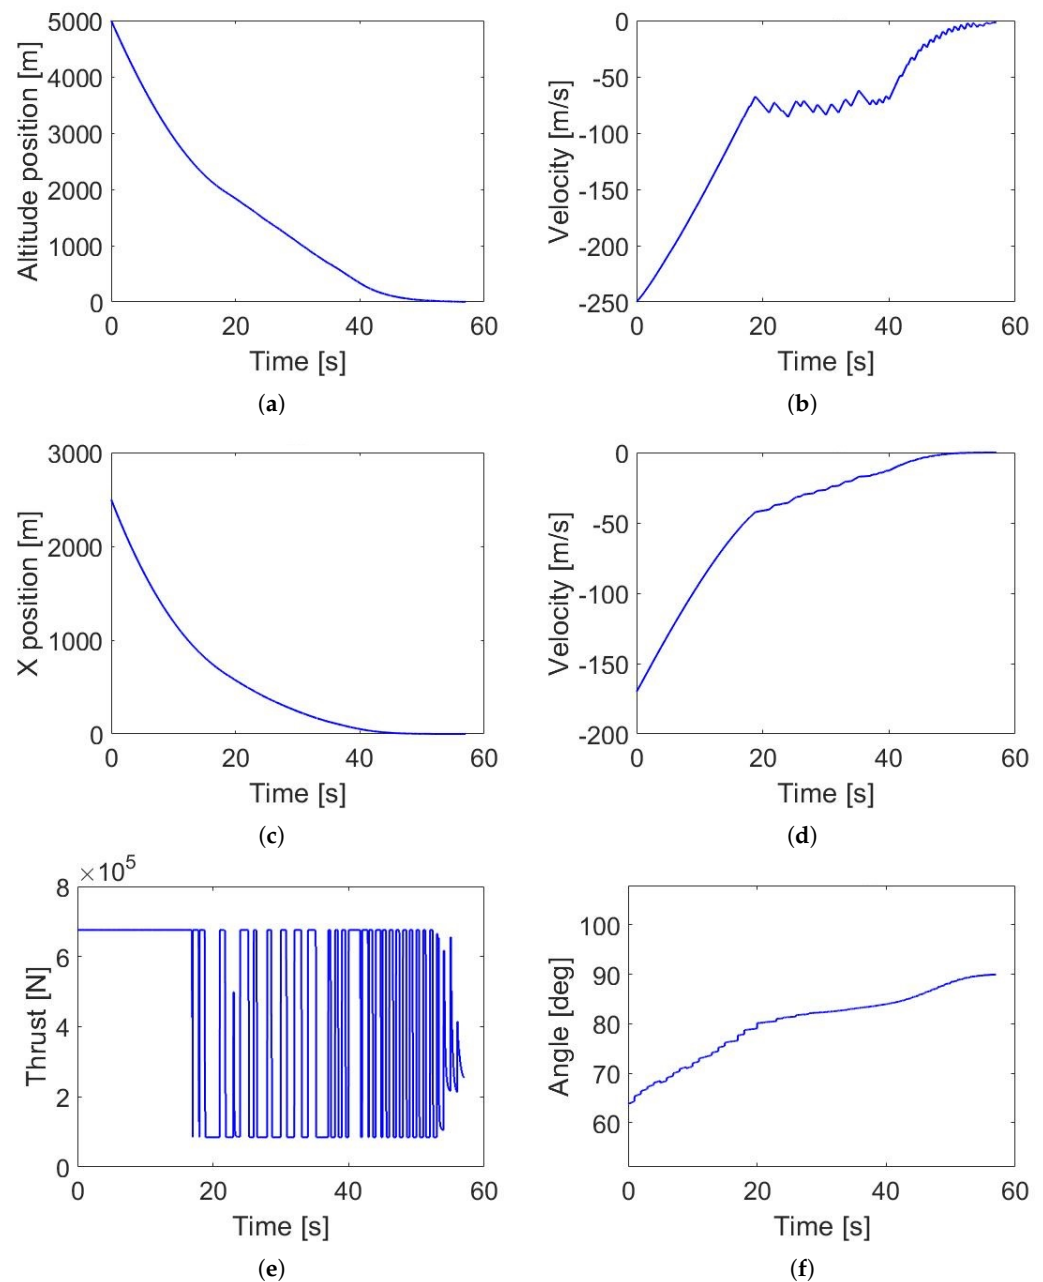 5000
4000
3000
2000
1000
0
Altitude position [m]
0 20 40 60
Time [s]
(a)
0
-50
-100
-150
-200
-250
Velocity [m/s]
0 20 40 60
Time [s]
(b)
3000
2000
1000
0
X position [m]
0 20 40 60
Time [s]
(c)
0
-50
-100
-150
-200
Velocity [m/s]
0 20 40 60
Time [s]
(d)
×10⁵
8
6
4
2
0
Thrust [N]
0 20 40 60
Time [s]
(e)
100
90
80
70
60
Angle [deg]
0 20 40 60
Time [s]
(f)